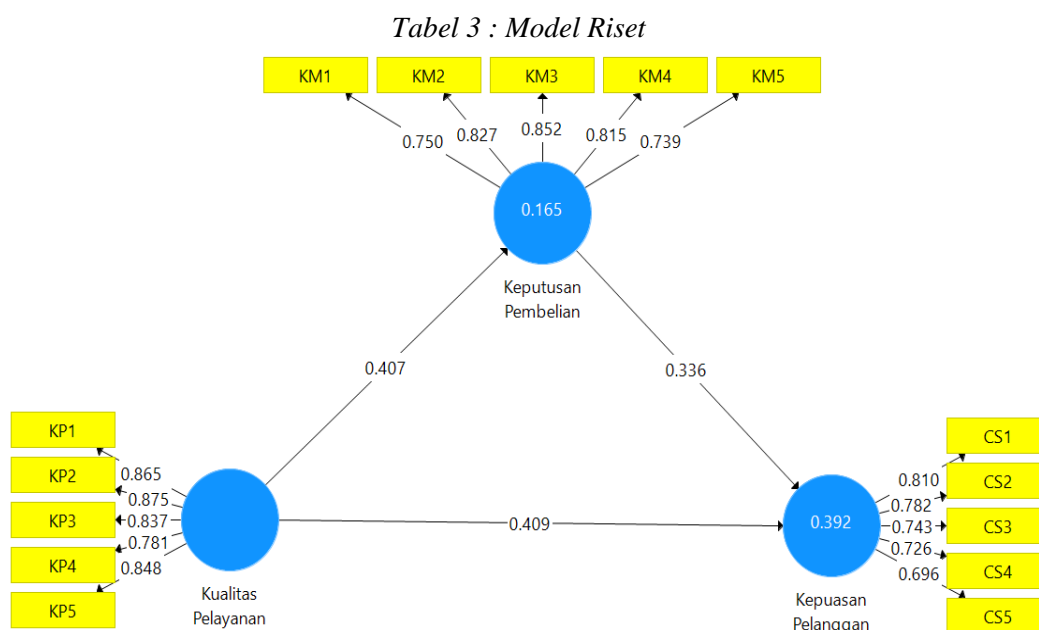 Tabel 3 : Model Riset
KM1 KM2 KM3 KM4 KM5
0.750 0.827 0.852 0.815 0.739
0.165
Keputusan
Pembelian
0.407
0.336
KP1
KP2
KP3
KP4
KP5
0.865
0.875
0.837
0.781
0.848
Kualitas
Pelayanan
0.409
0.392
Kepuasan
Pelanggan
0.810
0.782
0.743
0.726
0.696
CS1
CS2
CS3
CS4
CS5